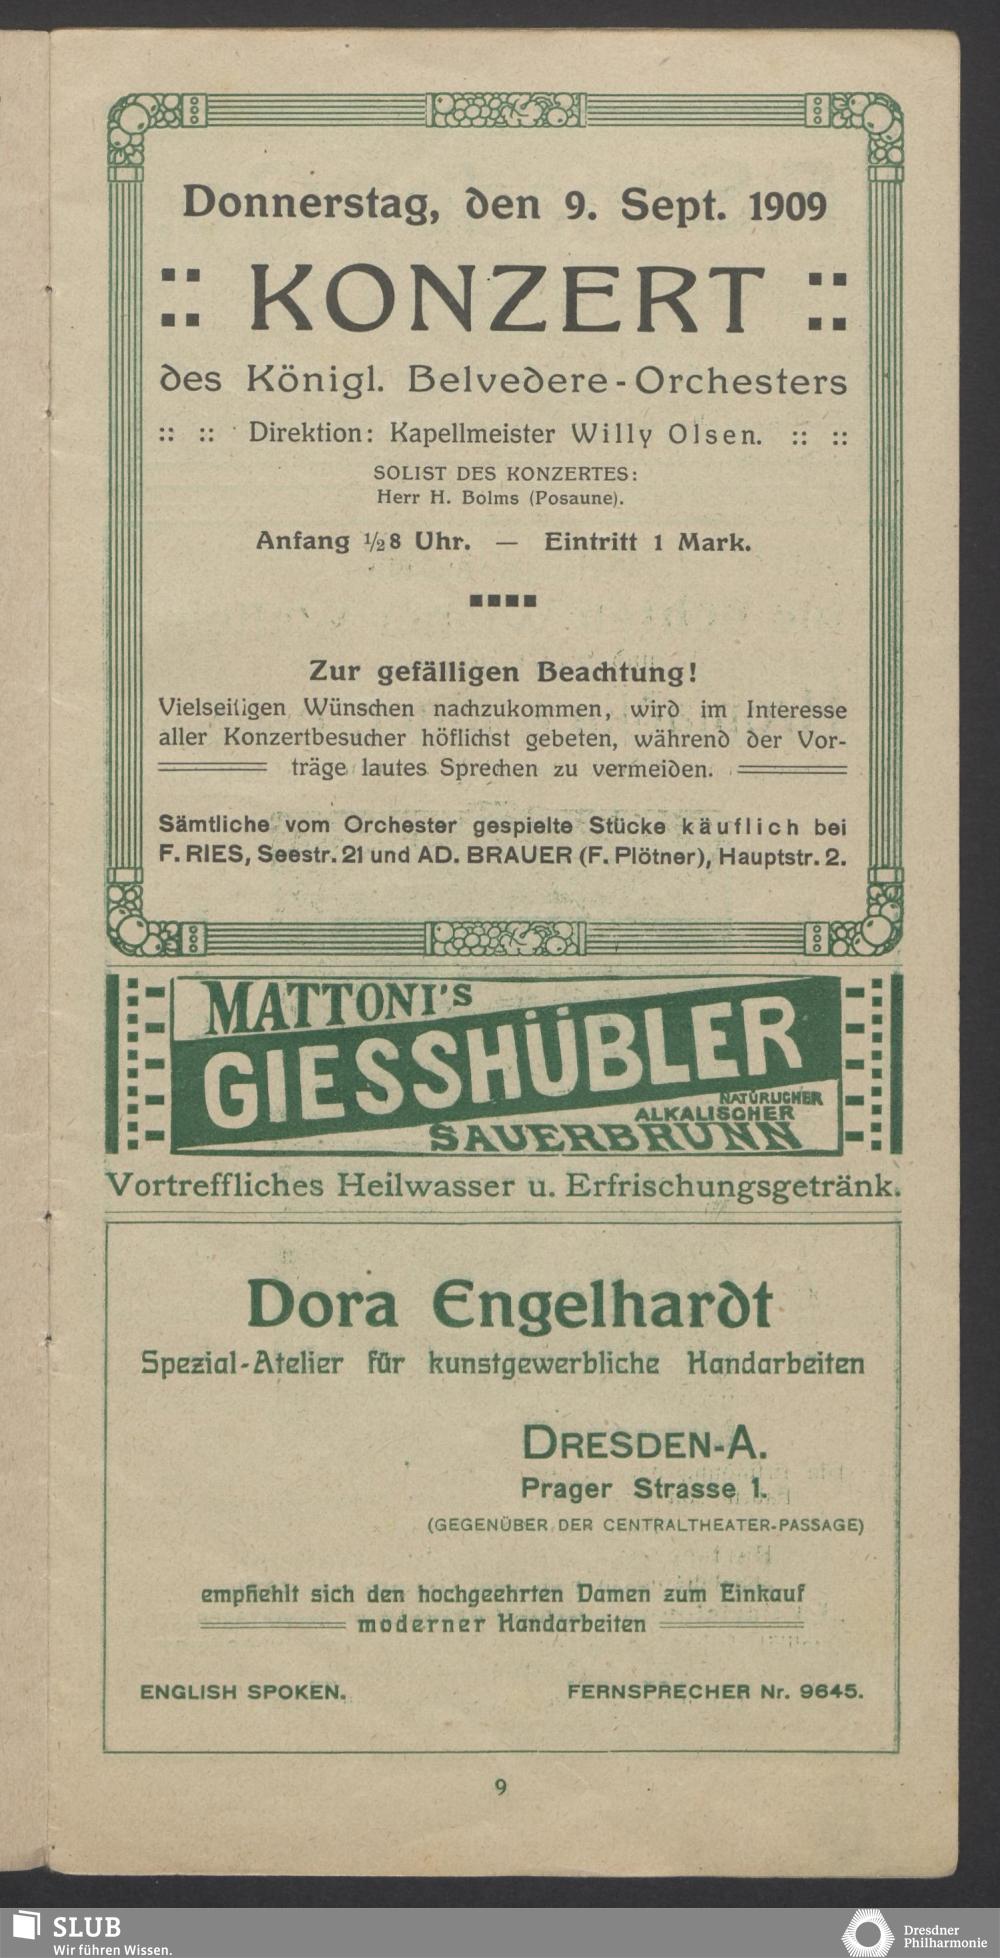 Donnerstag, den 9. Sept. 1909
:: KONZERT ::
des Königl. Belvedere-Orchesters
:: :: Direktion: Kapellmeister Willy Olsen. :: ::
SOLIST DES KONZERTES:
Herr H. Bolms (Posaune).
Anfang ½8 Uhr. — Eintritt 1 Mark.
Zur gefälligen Beachtung!
Vielseitigen Wünschen nachzukommen, wird im Interesse
aller Konzertbesucher höflichst gebeten, während der Vor-
träge lautes Sprechen zu vermeiden.
Sämtliche vom Orchester gespielte Stücke käuflich bei
F. RIES, Seestr. 21 und AD. BRAUER (F. Plötner), Hauptstr. 2.
MATTONI'S
GIESSHÜBLER
NATÜRLICHER
ALKALISCHER
SAUERBRUNN
Vortreffliches Heilwasser u. Erfrischungsgetränk.
Dora Engelhardt
Spezial-Atelier für kunstgewerbliche Handarbeiten
DRESDEN-A.
Prager Strasse 1.
(GEGENÜBER DER CENTRALTHEATER-PASSAGE)
empfiehlt sich den hochgeehrten Damen zum Einkauf
moderner Handarbeiten
ENGLISH SPOKEN. FERNSPRECHER Nr. 9645.
9
SLUB
Wir führen Wissen.
Dresdner
Philharmonie